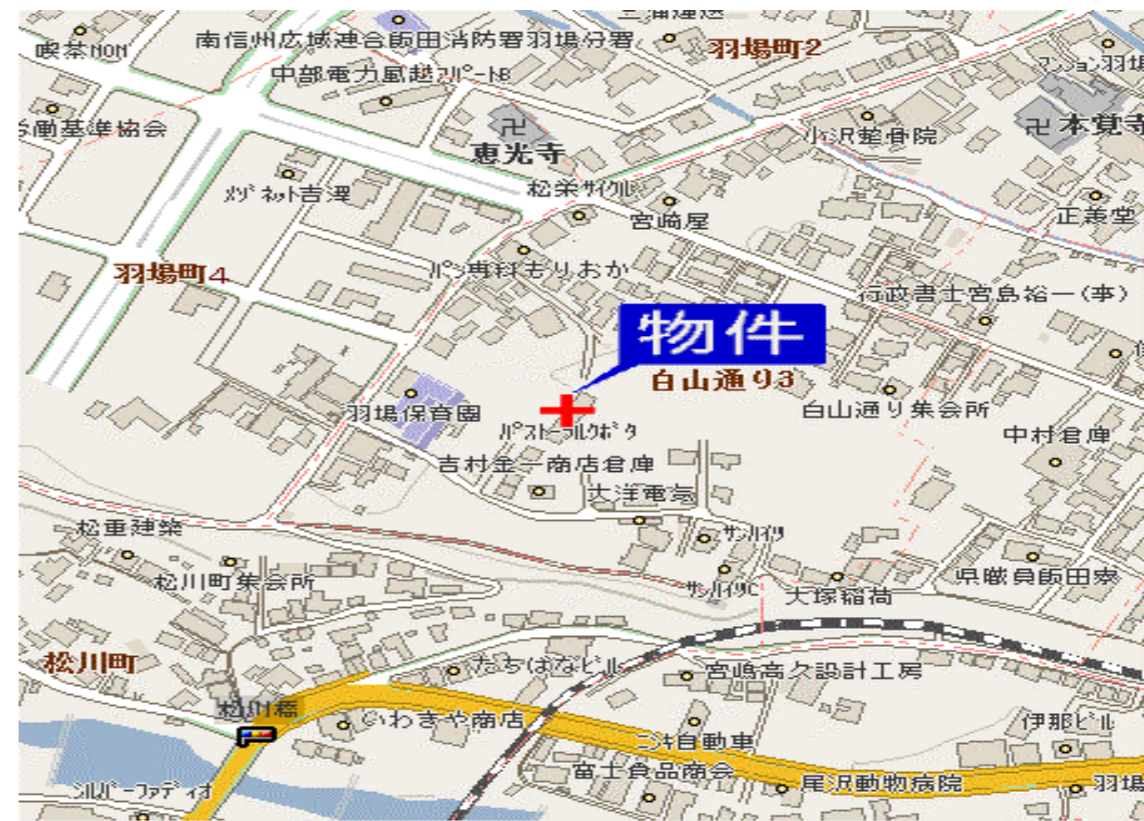 三浦運送
喫茶NON
南信州広域連合飯田消防署羽場分署
羽場町2
中部電力風越アパートB
マンション羽場
労働基準協会
恵光寺
小沢整骨院
本覚寺
松栄サイクル
メガネット吉澤
宮崎屋
正善堂
羽場町4
パン専科もりおか
行政書士宮島裕一(事)
物件
白山通り3
羽場保育園
パストラルクボタ
白山通り集会所
中村倉庫
吉村金一商店倉庫
大洋電気
松重建築
サンハイタ
松川町集会所
県職員飯田寮
サンハイタC
大塚稲荷
松川町
たちばなビル
宮嶋高久設計工房
松川橋
いわきや商店
伊那ビル
ニシキ自動車
富士食品商会
尾沢動物病院
シルバーファディオ
羽場